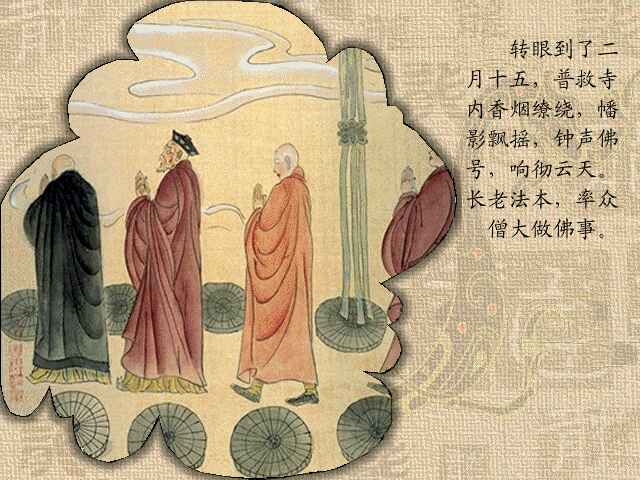 转眼到了二
月十五，普救寺
内香烟缭绕，幡
影飘摇，钟声佛
号，响彻云天。
长老法本，率众
僧大做佛事。